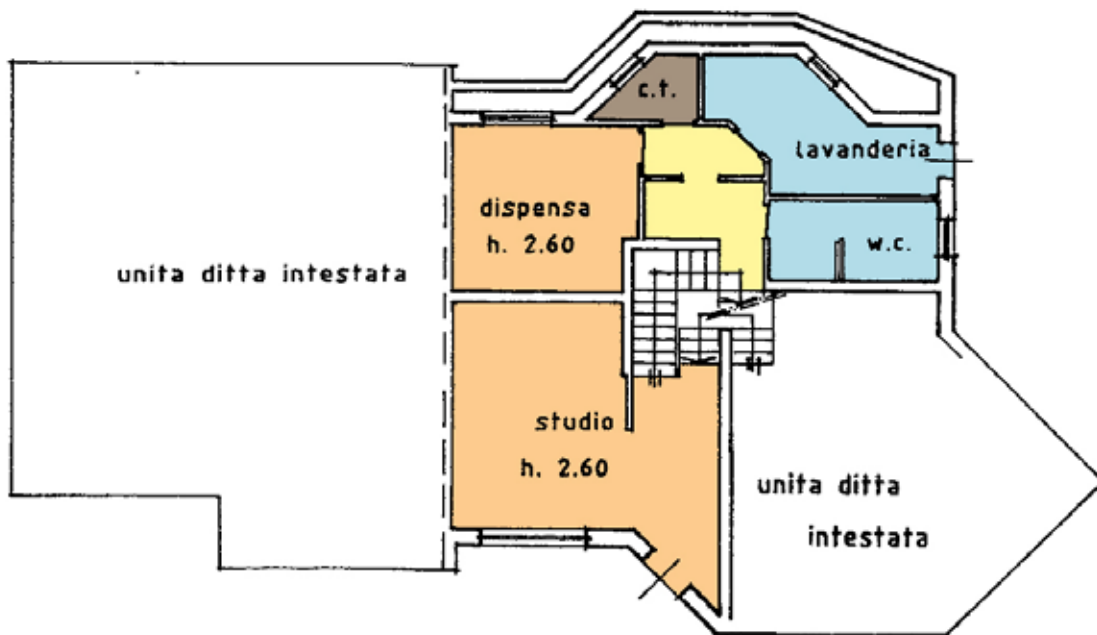 c.t.
lavanderia
dispensa
h. 2.60
w.c.
unita ditta intestata
studio
h. 2.60
unita ditta
intestata